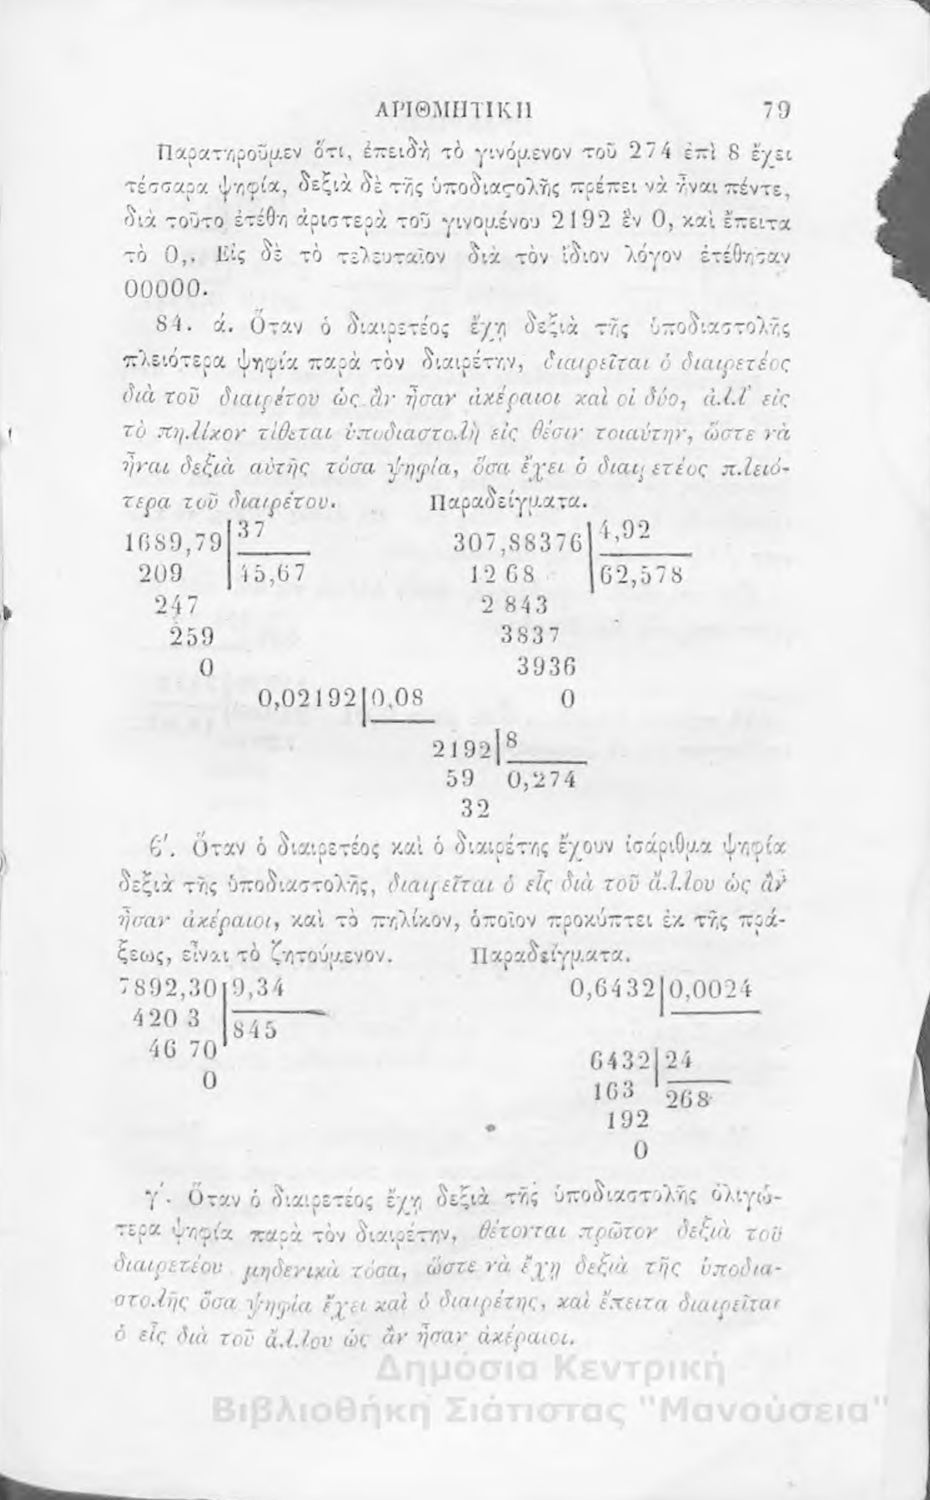 ΑΡΙΘΜΗΤΙΚΗ 79
Παρατηροῦμεν ὅτι, ἐπειδὴ τὸ γινόμενον τοῦ 274 ἐπὶ 8 ἔχει
τέσσαρα ψηφία, δεξιὰ δὲ τῆς ὑποδιαϛολῆς πρέπει νὰ ἦναι πέντε,
διὰ τοῦτο ἐτέθη ἀριστερὰ τοῦ γινομένου 2192 ἓν 0, καὶ ἔπειτα
τὸ 0,. Εἰς δὲ τὸ τελευταῖον διὰ τὸν ἴδιον λόγον ἐτέθησαν
00000.
84. ά. Ὅταν ὁ διαιρετέος ἔχῃ δεξιὰ τῆς ὑποδιαστολῆς
πλειότερα ψηφία παρὰ τὸν διαιρέτην, διαιρεῖται ὁ διαιρετέος
διὰ τοῦ διαιρέτου ὡς ἂν ἦσαν ἀκέραιοι καὶ οἱ δύο, ἀλλ' εἰς
τὸ πηλίκον τίθεται ὑποδιαστολὴ εἰς θέσιν τοιαύτην, ὥστε νὰ
ἦναι δεξιὰ αὐτῆς τόσα ψηφία, ὅσα ἔχει ὁ διαιρετέος πλειό-
τερα τοῦ διαιρέτου. Παραδείγματα.
1689,79 37 307,88376 4,92
209 45,67 12 68 62,578
247 2 843
259 3837
0 3936
0,02192 0,08 0
2192 8
59 0,274
32
ϐ'. Ὅταν ὁ διαιρετέος καὶ ὁ διαιρέτης ἔχουν ἰσάριθμα ψηφία
δεξιὰ τῆς ὑποδιαστολῆς, διαιρεῖται ὁ εἷς διὰ τοῦ ἄλλου ὡς ἂν
ἦσαν ἀκέραιοι, καὶ τὸ πηλίκον, ὁποῖον προκύπτει ἐκ τῆς πρά-
ξεως, εἶναι τὸ ζητούμενον. Παραδείγματα.
7892,30 9,34 0,6432 0,0024
420 3 845
46 70 6432 24
0 163 268
192
0
γ'. Ὅταν ὁ διαιρετέος ἔχῃ δεξιὰ τῆς ὑποδιαστολῆς ὀλιγώ-
τερα ψηφία παρὰ τὸν διαιρέτην, θέτονται πρῶτον δεξιὰ τοῦ
διαιρετέου μηδενικὰ τόσα, ὥστε νὰ ἔχῃ δεξιὰ τῆς ὑποδια-
στολῆς ὅσα ψηφία ἔχει καὶ ὁ διαιρέτης, καὶ ἔπειτα διαιρεῖται
ὁ εἷς διὰ τοῦ ἄλλου ὡς ἂν ἦσαν ἀκέραιοι.
Δημόσια Κεντρική
Βιβλιοθήκη Σιάτιστας "Μανούσεια"